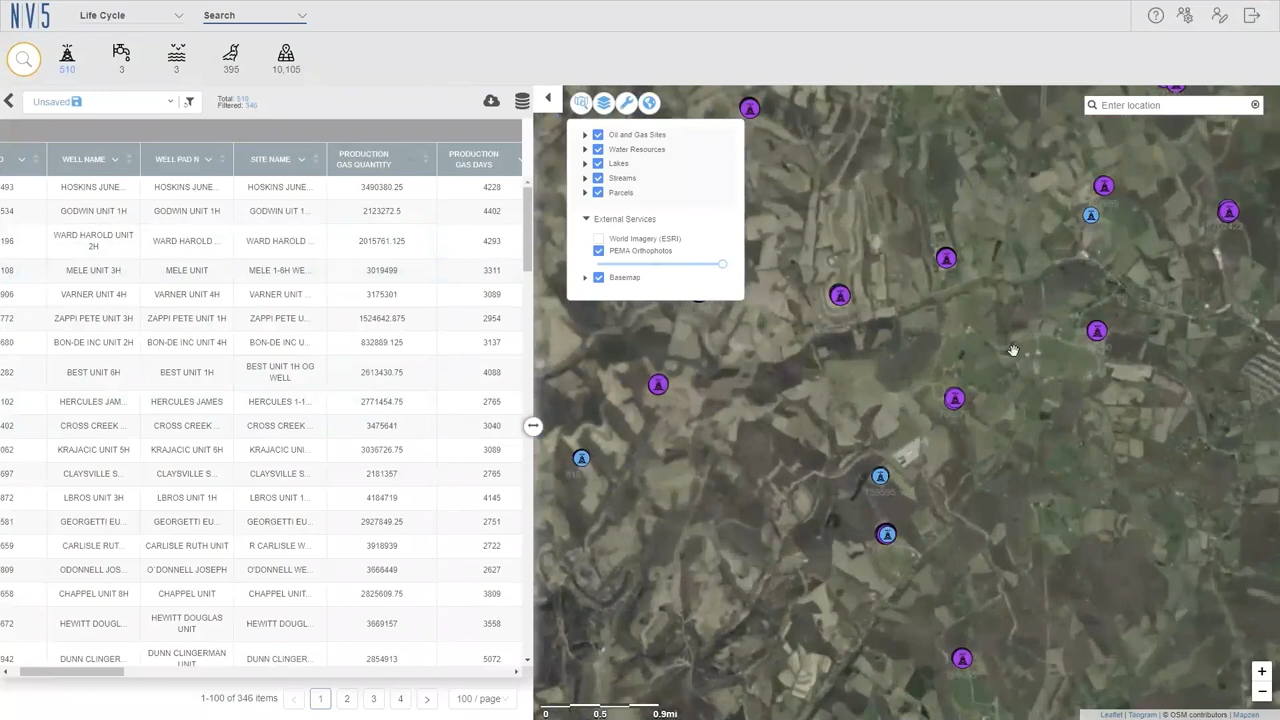 NV5 Life Cycle Search
510 3 3 395 10,105
Unsaved
Total: 510
Filtered: 346
Enter location
WELL NAME WELL PAD N SITE NAME PRODUCTION GAS QUANTITY PRODUCTION GAS DAYS
493 HOSKINS JUNE... HOSKINS JUNE... HOSKINS JUNE... 3490380.25 4228
534 GODWIN UNIT 1H GODWIN UNIT 1H GODWIN UIT 1... 2123272.5 4402
196 WARD HAROLD UNIT 2H WARD HAROLD ... WARD HAROLD ... 2015761.125 4293
108 MELE UNIT 3H MELE UNIT MELE 1-6H WE... 3019499 3311
906 VARNER UNIT 4H VARNER UNIT 4H VARNER UNIT ... 3175301 3089
772 ZAPPI PETE UNIT 3H ZAPPI PETE UNIT 1H ZAPPI PETE U... 1524642.875 2954
680 BON-DE INC UNIT 2H BON-DE INC UNIT 4H BON-DE INC U... 832889.125 3137
282 BEST UNIT 6H BEST UNIT 1H BEST UNIT 1H OG WELL 2613430.75 4088
102 HERCULES JAM... HERCULES JAMES HERCULES 1-1... 2771454.75 2765
402 CROSS CREEK ... CROSS CREEK ... CROSS CREEK ... 3475641 3040
062 KRAJACIC UNIT 5H KRAJACIC UNIT 6H KRAJACIC UNI... 3036726.75 3089
697 CLAYSVILLE S... CLAYSVILLE S... CLAYSVILLE S... 2181357 2765
872 LBROS UNIT 3H LBROS UNIT 1H LBROS UNIT 1... 4184719 4145
581 GEORGETTI EU... GEORGETTI EU... GEORGETTI EU... 2927849.25 2751
659 CARLISLE RUT... CARLISLE RUTH UNIT R CARLISLE W... 3918939 2722
809 ODONNELL JOS... O`DONNELL JOSEPH O'DONNELL WE... 3666449 2627
658 CHAPPEL UNIT 8H CHAPPEL UNIT CHAPPEL UNIT... 2825609.75 3809
672 HEWITT DOUGL... HEWITT DOUGLAS UNIT HEWITT DOUGL... 3669157 3558
942 DUNN CLINGER... DUNN CLINGERMAN UNIT DUNN CLINGER... 2854913 5072
1-100 of 346 items 1 2 3 4 100 / page
Oil and Gas Sites
Water Resources
Lakes
Streams
Parcels
External Services
World Imagery (ESRI)
PEMA Orthophotos
Basemap
+
−
0 0.5 0.9mi
Leaflet | Tangram | © OSM contributors | Mapzen